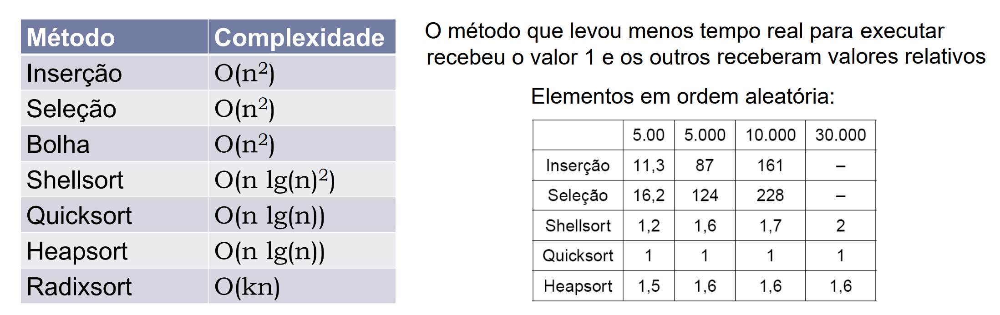 Método Complexidade
Inserção O(n²)
Seleção O(n²)
Bolha O(n²)
Shellsort O(n lg(n)²)
Quicksort O(n lg(n))
Heapsort O(n lg(n))
Radixsort O(kn)
O método que levou menos tempo real para executar
recebeu o valor 1 e os outros receberam valores relativos
Elementos em ordem aleatória:
5.00 5.000 10.000 30.000
Inserção 11,3 87 161 –
Seleção 16,2 124 228 –
Shellsort 1,2 1,6 1,7 2
Quicksort 1 1 1 1
Heapsort 1,5 1,6 1,6 1,6